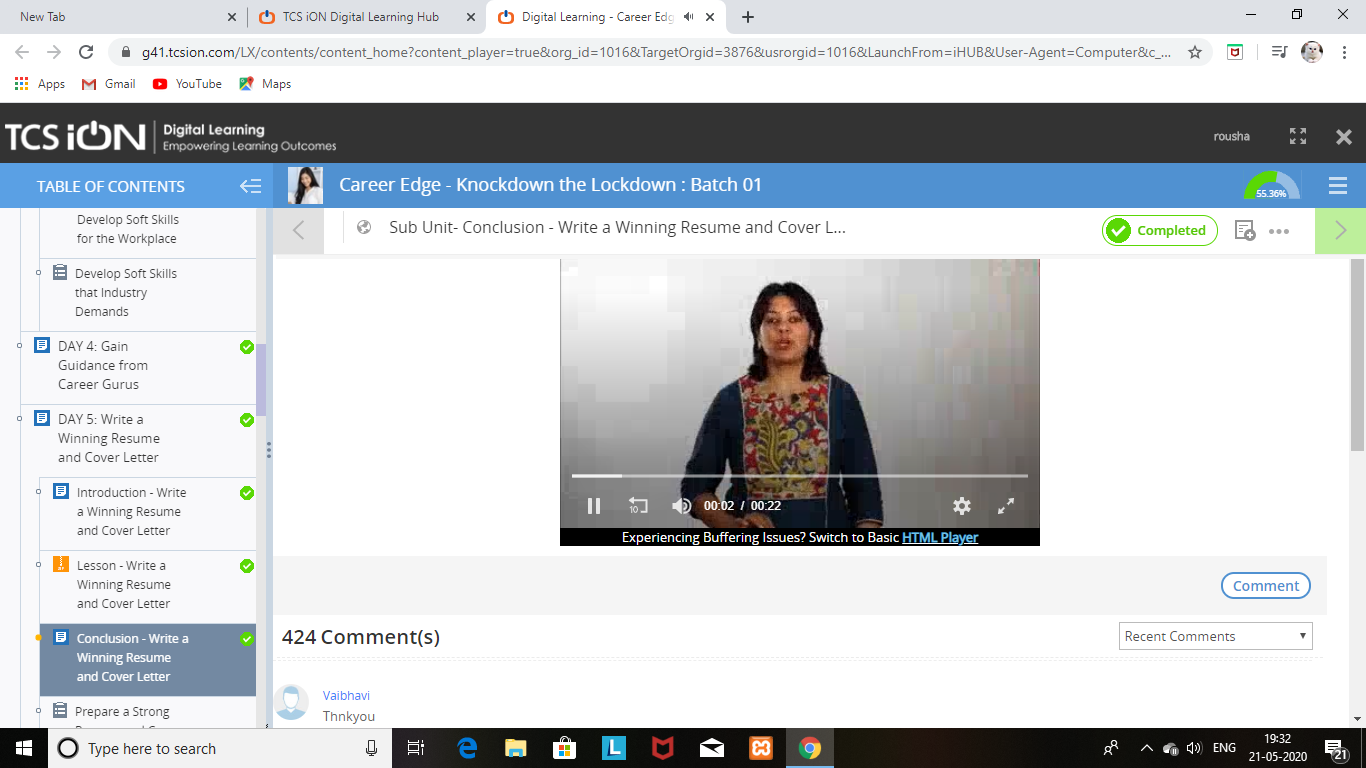 New Tab
TCS iON Digital Learning Hub
Digital Learning - Career Edg
g41.tcsion.com/LX/contents/content_home?content_player=true&org_id=1016&TargetOrgid=3876&usrorgid=1016&LaunchFrom=iHUB&User-Agent=Computer&c_...
Apps
Gmail
YouTube
Maps
TCS iON
Digital Learning
Empowering Learning Outcomes
rousha
TABLE OF CONTENTS
Career Edge - Knockdown the Lockdown : Batch 01
55.36%
Develop Soft Skills
for the Workplace
Develop Soft Skills
that Industry
Demands
DAY 4: Gain
Guidance from
Career Gurus
DAY 5: Write a
Winning Resume
and Cover Letter
Introduction - Write
a Winning Resume
and Cover Letter
Lesson - Write a
Winning Resume
and Cover Letter
Conclusion - Write a
Winning Resume
and Cover Letter
Prepare a Strong
Sub Unit- Conclusion - Write a Winning Resume and Cover L...
Completed
10
00:02 / 00:22
Experiencing Buffering Issues? Switch to Basic HTML Player
Comment
424 Comment(s)
Recent Comments
Vaibhavi
Thnkyou
Type here to search
L
ENG
19:32
21-05-2020
21